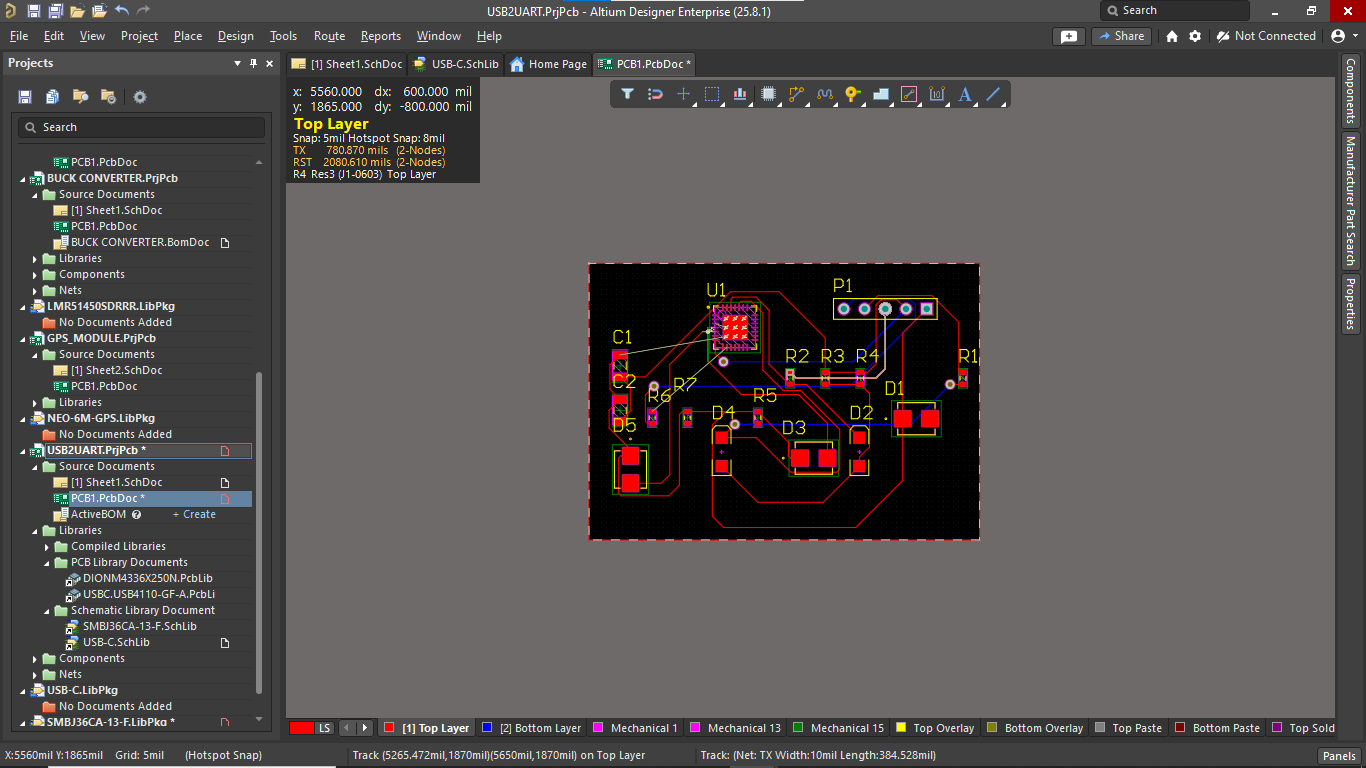 USB2UART.PrjPcb - Altium Designer Enterprise (25.8.1)
Search
File Edit View Project Place Design Tools Route Reports Window Help
Share
Not Connected
Projects
[1] Sheet1.SchDoc
USB-C.SchLib
Home Page
PCB1.PcbDoc *
Search
PCB1.PcbDoc
BUCK CONVERTER.PrjPcb
Source Documents
[1] Sheet1.SchDoc
PCB1.PcbDoc
BUCK CONVERTER.BomDoc
Libraries
Components
Nets
LMR51450SDRRR.LibPkg
No Documents Added
GPS_MODULE.PrjPcb
Source Documents
[1] Sheet2.SchDoc
PCB1.PcbDoc
Libraries
NEO-6M-GPS.LibPkg
No Documents Added
USB2UART.PrjPcb *
Source Documents
[1] Sheet1.SchDoc
PCB1.PcbDoc *
ActiveBOM
+ Create
Libraries
Compiled Libraries
PCB Library Documents
DIONM4336X250N.PcbLib
USBC.USB4110-GF-A.PcbLi
Schematic Library Document
SMBJ36CA-13-F.SchLib
USB-C.SchLib
Components
Nets
USB-C.LibPkg
No Documents Added
SMBJ36CA-13-F.LibPkg *
x: 5560.000 dx: 600.000 mil
y: 1865.000 dy: -800.000 mil
Top Layer
Snap: 5mil Hotspot Snap: 8mil
TX 780.870 mils (2-Nodes)
RST 2080.610 mils (2-Nodes)
R4 Res3 (J1-0603) Top Layer
U1
P1
C1
R2
R3
R4
R1
C2
R7
R6
R5
D1
D5
D4
D3
D2
Components
Manufacturer Part Search
Properties
LS
[1] Top Layer
[2] Bottom Layer
Mechanical 1
Mechanical 13
Mechanical 15
Top Overlay
Bottom Overlay
Top Paste
Bottom Paste
Top Sold
X:5560mil Y:1865mil Grid: 5mil (Hotspot Snap)
Track (5265.472mil,1870mil)(5650mil,1870mil) on Top Layer
Track: (Net: TX Width:10mil Length:384.528mil)
Panels